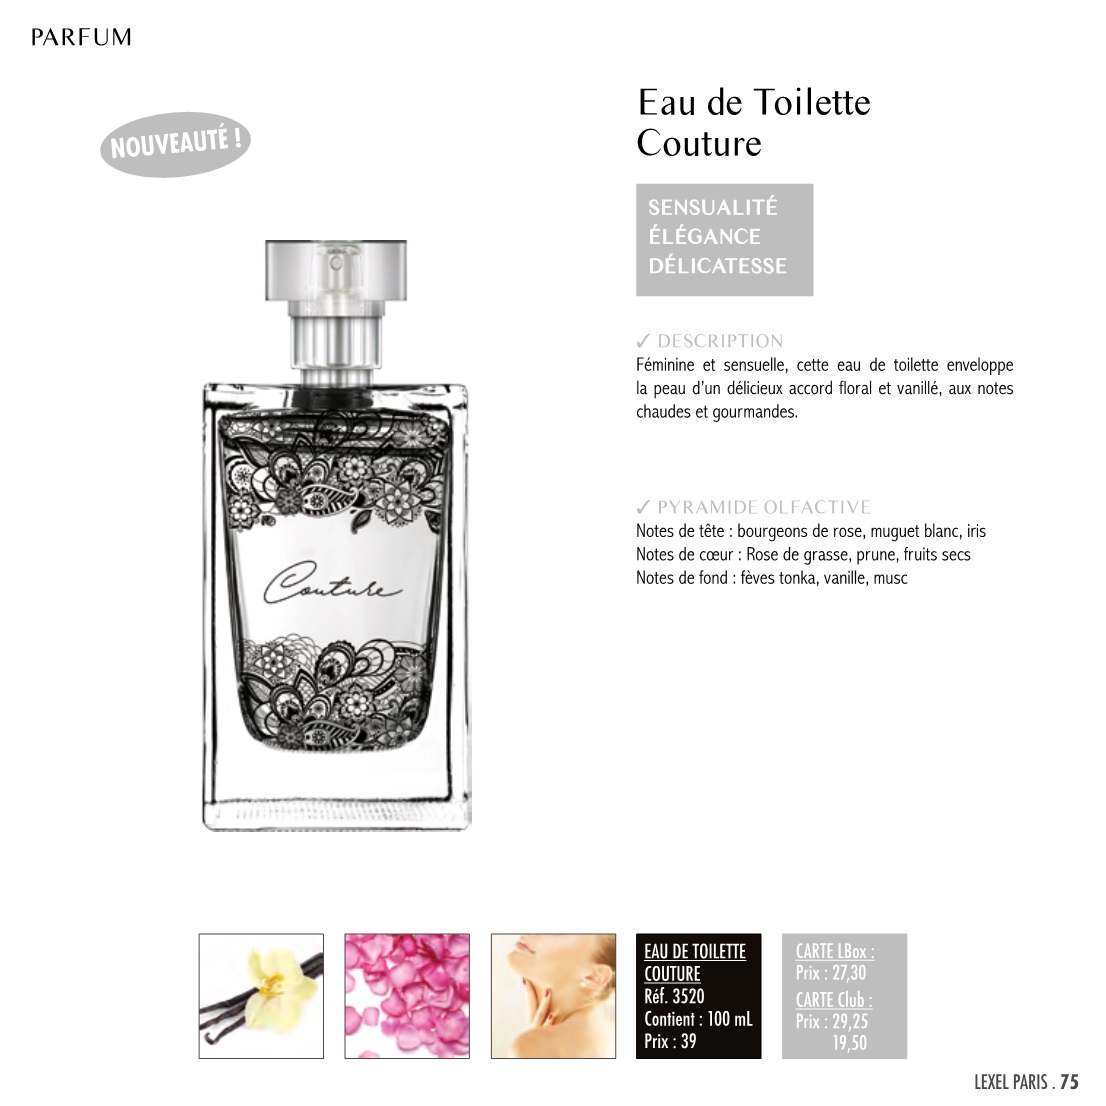 PARFUM
NOUVEAUTÉ !
Eau de Toilette
Couture
SENSUALITÉ
ÉLÉGANCE
DÉLICATESSE
✓ DESCRIPTION
Féminine et sensuelle, cette eau de toilette enveloppe
la peau d'un délicieux accord floral et vanillé, aux notes
chaudes et gourmandes.
✓ PYRAMIDE OLFACTIVE
Notes de tête : bourgeons de rose, muguet blanc, iris
Notes de cœur : Rose de grasse, prune, fruits secs
Notes de fond : fèves tonka, vanille, musc
Couture
EAU DE TOILETTE
COUTURE
Réf. 3520
Contient : 100 mL
Prix : 39
CARTE LBox :
Prix : 27,30
CARTE Club :
Prix : 29,25
19,50
LEXEL PARIS . 75